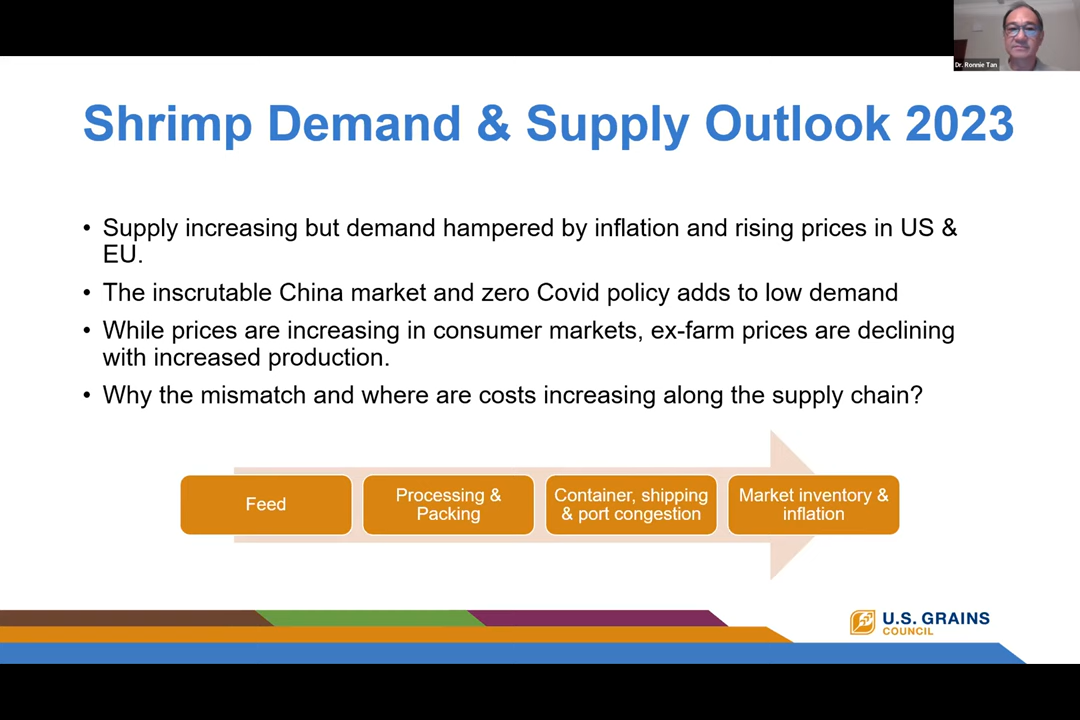 Dr. Ronnie Tan
Shrimp Demand & Supply Outlook 2023
• Supply increasing but demand hampered by inflation and rising prices in US &
EU.
• The inscrutable China market and zero Covid policy adds to low demand
• While prices are increasing in consumer markets, ex-farm prices are declining
with increased production.
• Why the mismatch and where are costs increasing along the supply chain?
Feed
Processing &
Packing
Container, shipping
& port congestion
Market inventory &
inflation
U.S. GRAINS
COUNCIL